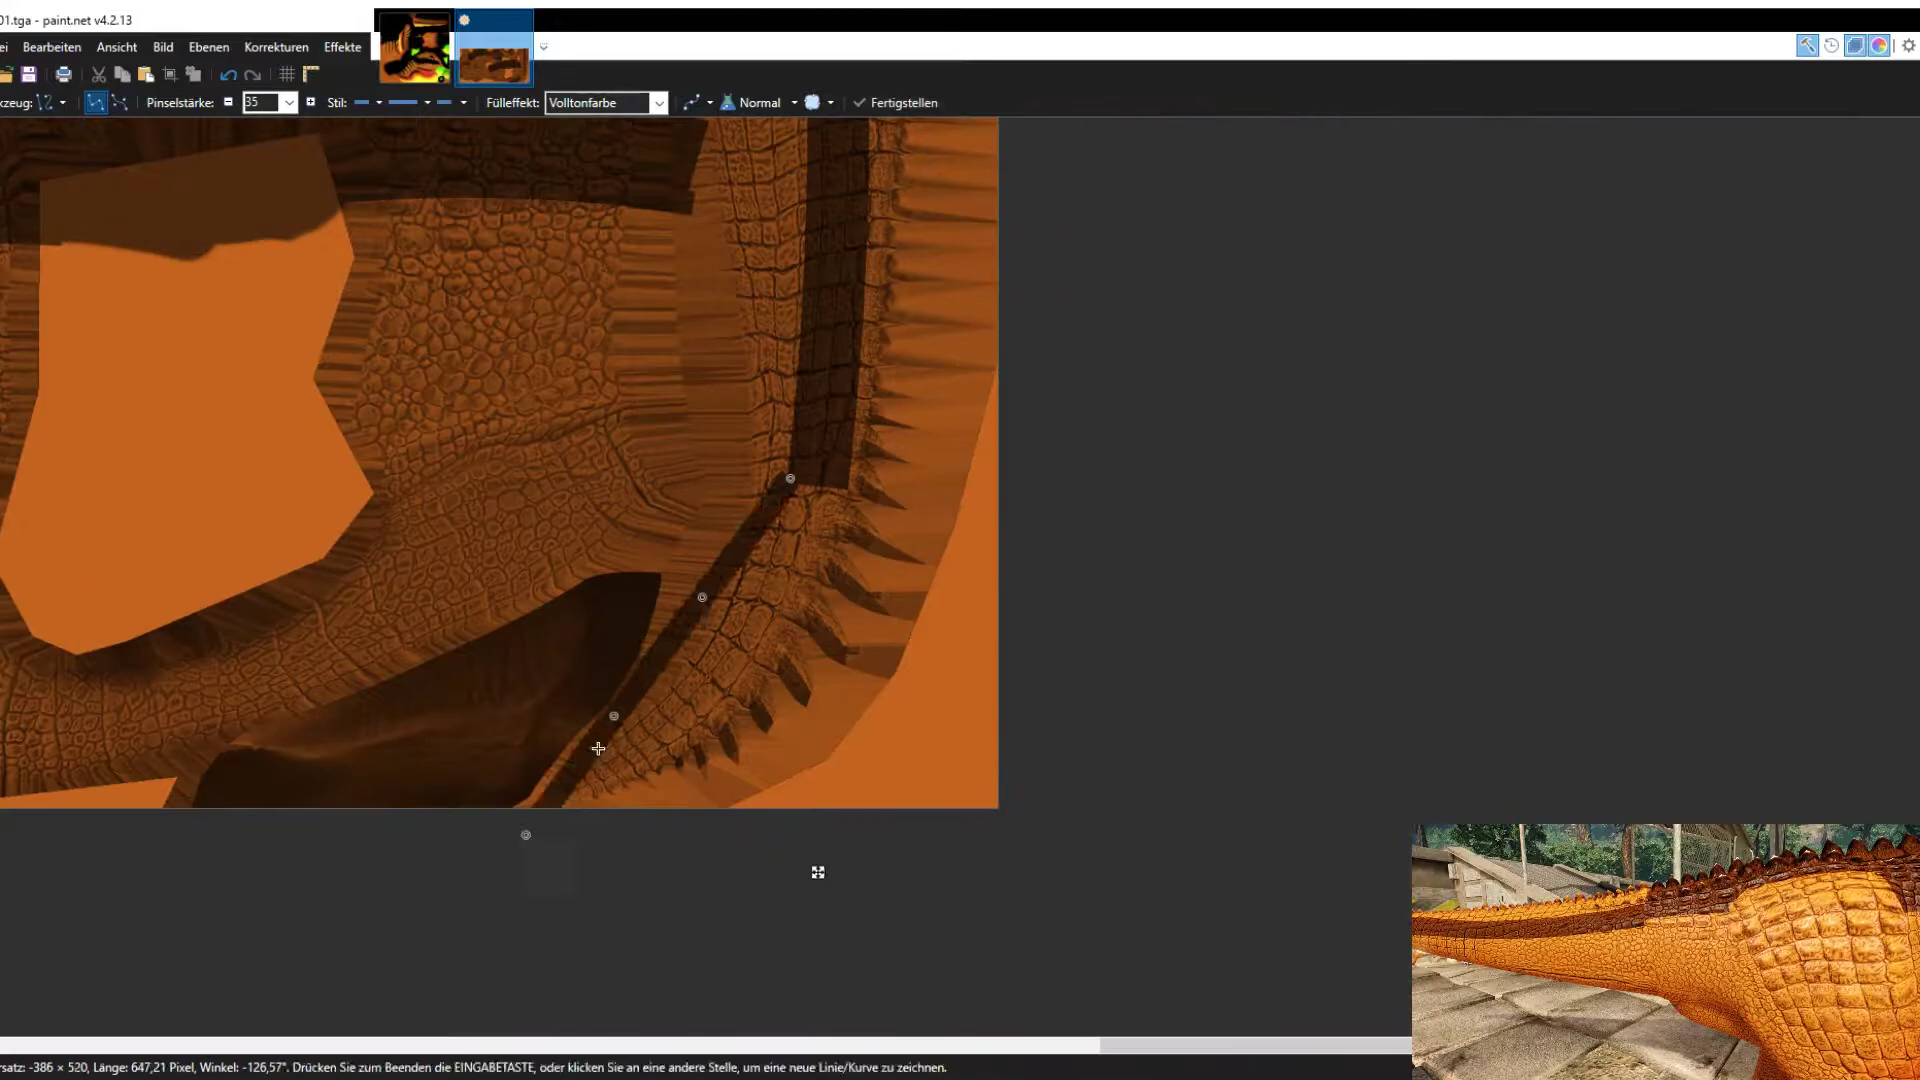 01.tga - paint.net v4.2.13
ei Bearbeiten Ansicht Bild Ebenen Korrekturen Effekte
kzeug: Pinselstärke: 35 Stil: Fülleffekt: Volltonfarbe Normal Fertigstellen
rsatz: -386 × 520, Länge: 647,21 Pixel, Winkel: -126,57°. Drücken Sie zum Beenden die EINGABETASTE, oder klicken Sie an eine andere Stelle, um eine neue Linie/Kurve zu zeichnen.